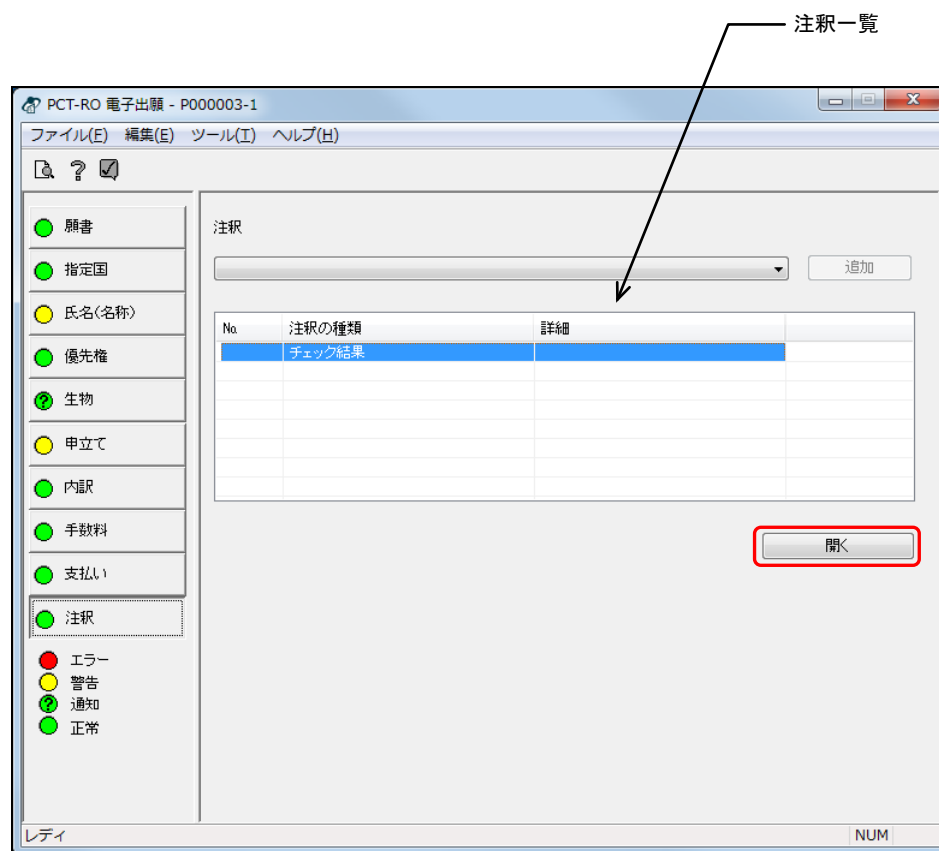 注釈一覧
PCT-RO 電子出願 - P000003-1
ファイル(F) 編集(E) ツール(T) ヘルプ(H)
願書
指定国
氏名(名称)
優先権
生物
申立て
内訳
手数料
支払い
注釈
エラー
警告
通知
正常
注釈
追加
No. 注釈の種類 詳細
チェック結果
開く
レディ NUM